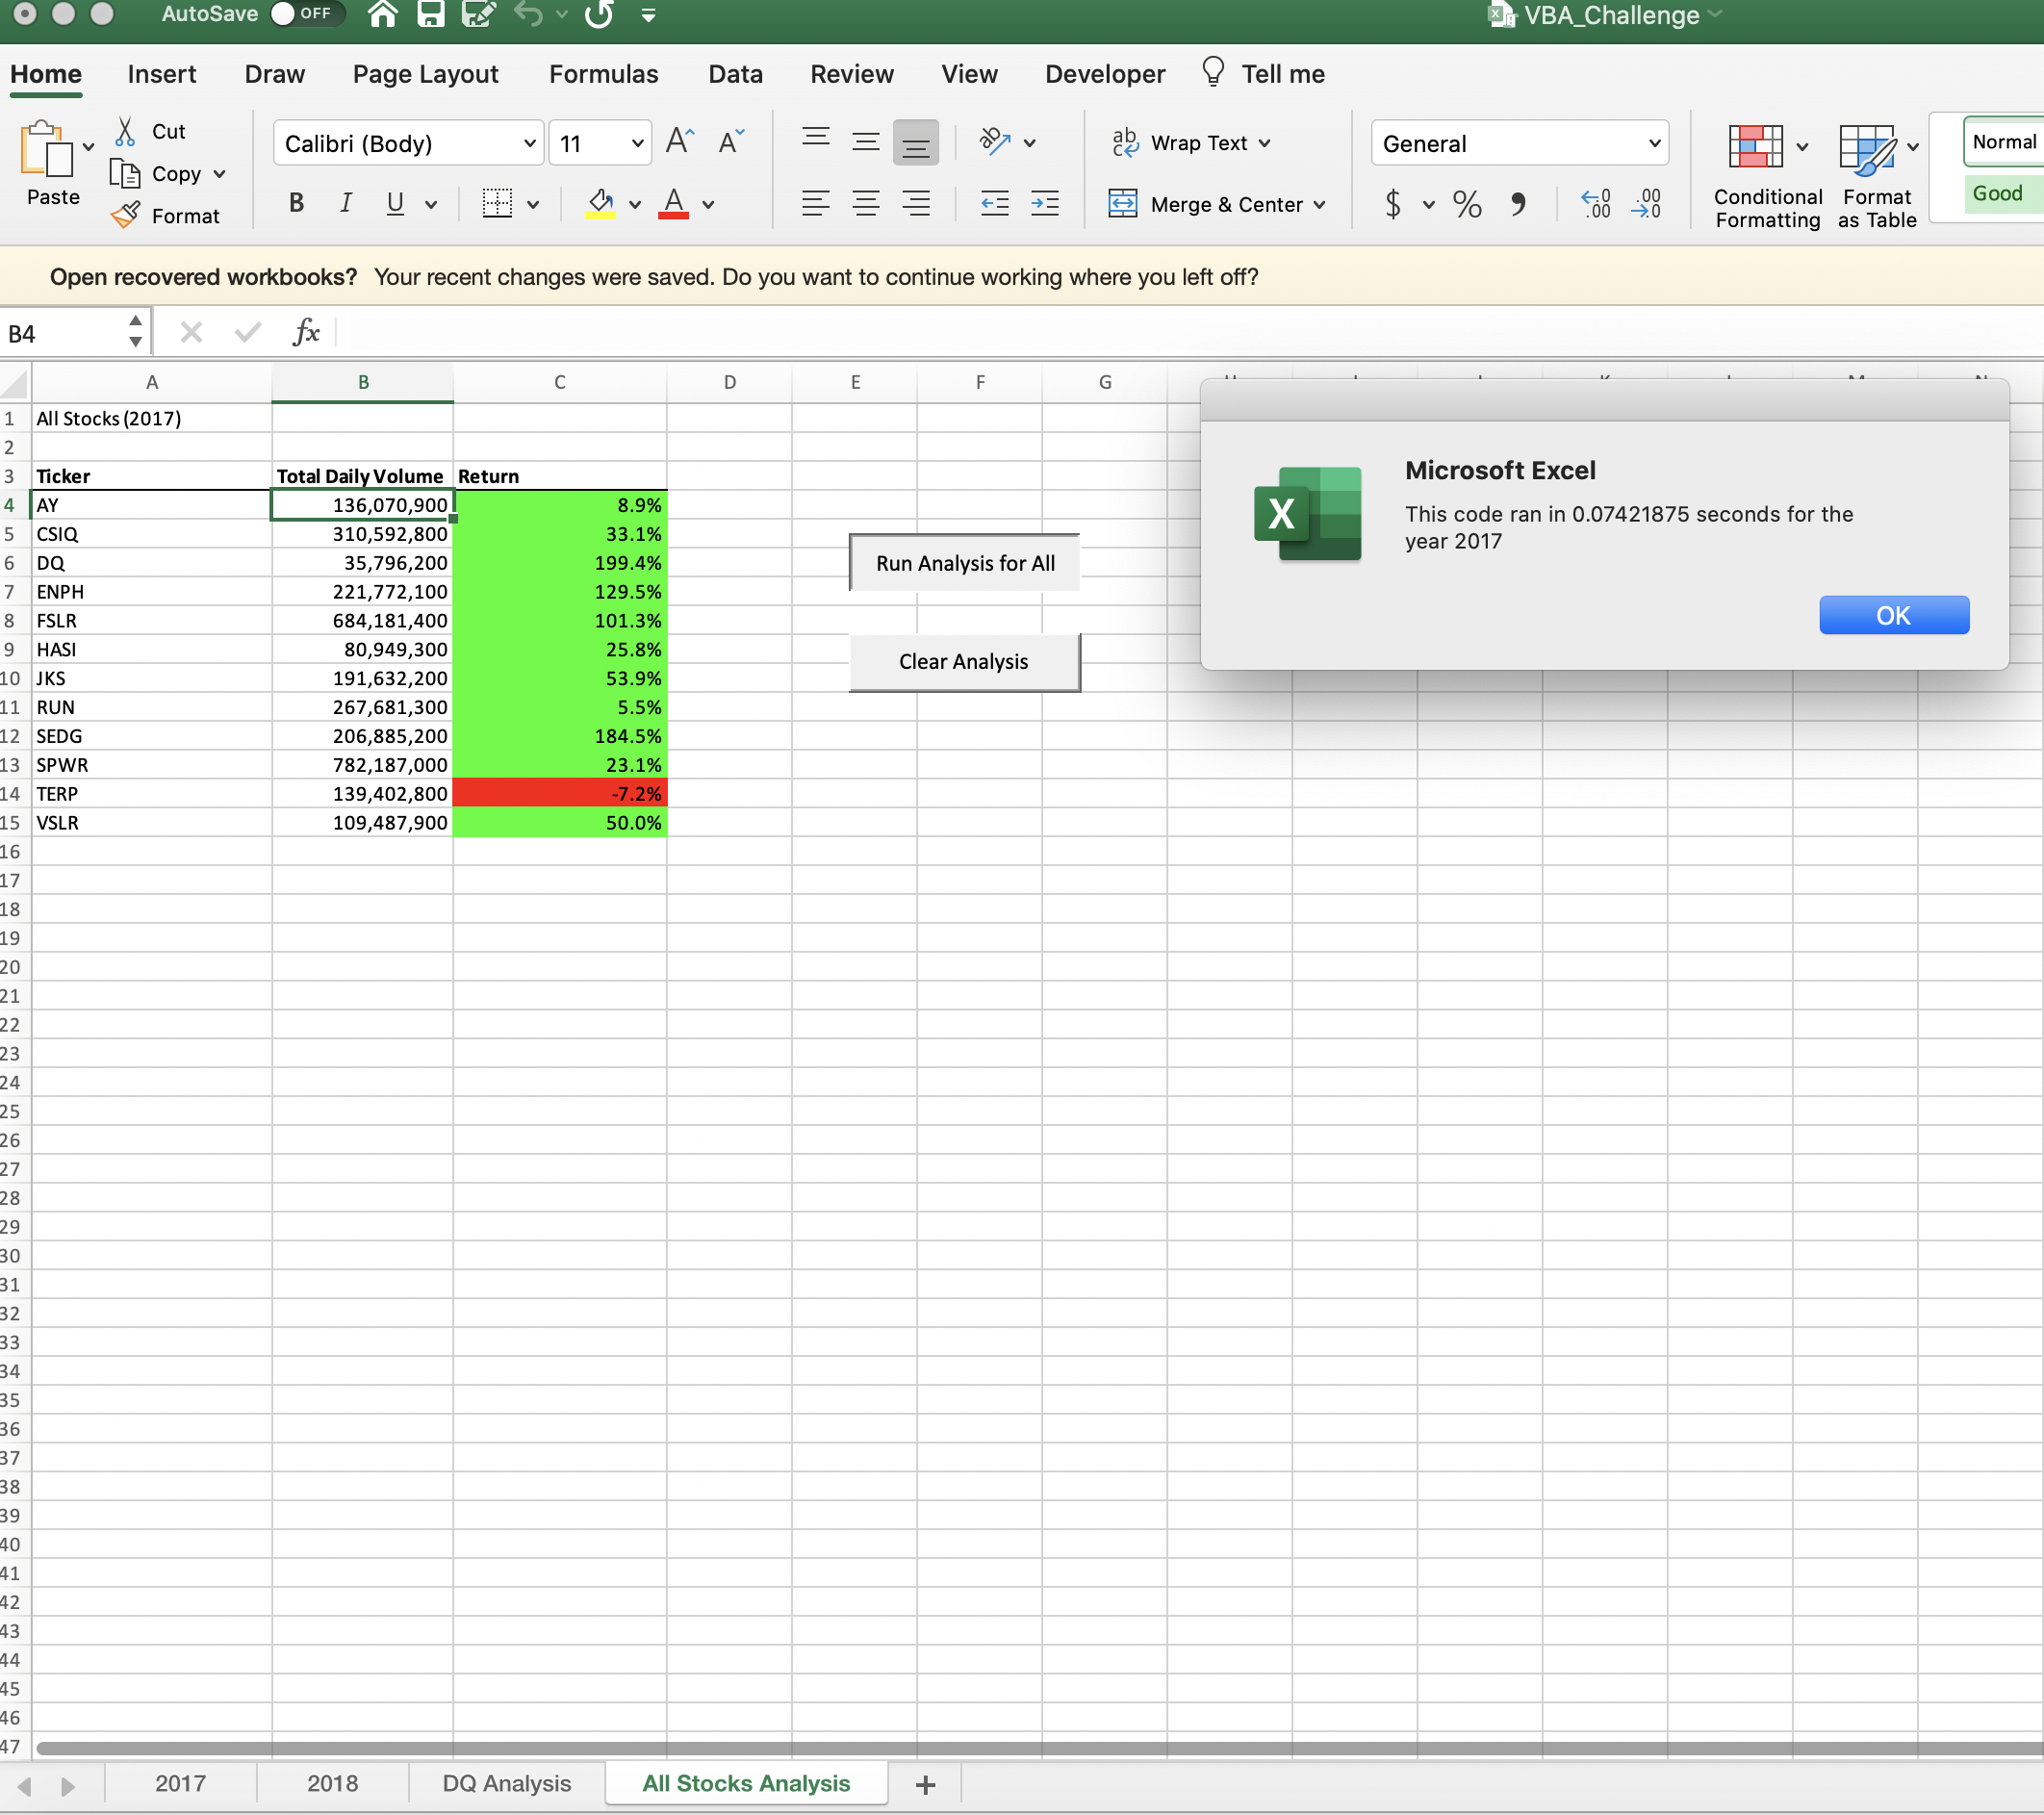 AutoSave OFF VBA_Challenge
Home Insert Draw Page Layout Formulas Data Review View Developer Tell me
Paste
Cut
Copy
Format
Calibri (Body) 11 A A
B I U A
ab Wrap Text
c
Merge & Center
General
$ % 9 .00 .0
Conditional Formatting
Format as Table
Normal
Good
Open recovered workbooks? Your recent changes were saved. Do you want to continue working where you left off?
B4 fx
A B C D E F G
1 All Stocks (2017)
2
3 Ticker Total Daily Volume Return
4 AY 136,070,900 8.9%
5 CSIQ 310,592,800 33.1%
6 DQ 35,796,200 199.4%
7 ENPH 221,772,100 129.5%
8 FSLR 684,181,400 101.3%
9 HASI 80,949,300 25.8%
10 JKS 191,632,200 53.9%
11 RUN 267,681,300 5.5%
12 SEDG 206,885,200 184.5%
13 SPWR 782,187,000 23.1%
14 TERP 139,402,800 -7.2%
15 VSLR 109,487,900 50.0%
16
17
18
19
20
21
22
23
24
25
26
27
28
29
30
31
32
33
34
35
36
37
38
39
40
41
42
43
44
45
46
47
Run Analysis for All
Clear Analysis
Microsoft Excel
This code ran in 0.07421875 seconds for the
year 2017
OK
2017 2018 DQ Analysis All Stocks Analysis +